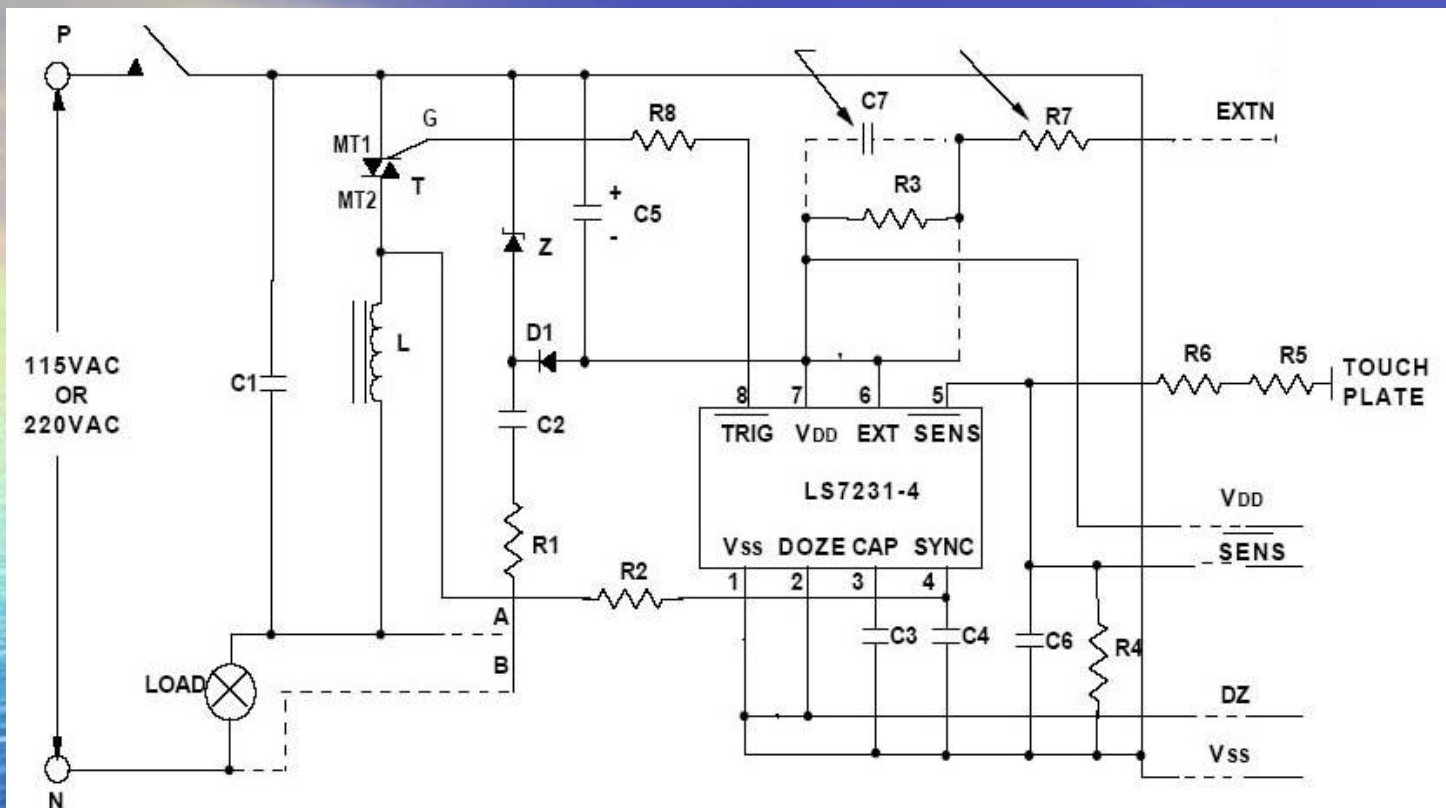 P
G
R8
C7
R7
EXTN
MT1
MT2
T
+
C5
-
R3
Z
D1
L
C1
115VAC
OR
220VAC
C2
R6
R5
TOUCH
PLATE
8
7
6
5
TRIG
VDD
EXT
SENS
LS7231-4
VSS
DOZE
CAP
SYNC
1
2
3
4
R1
R2
VDD
SENS
A
B
C3
C4
C6
R4
LOAD
DZ
VSS
N